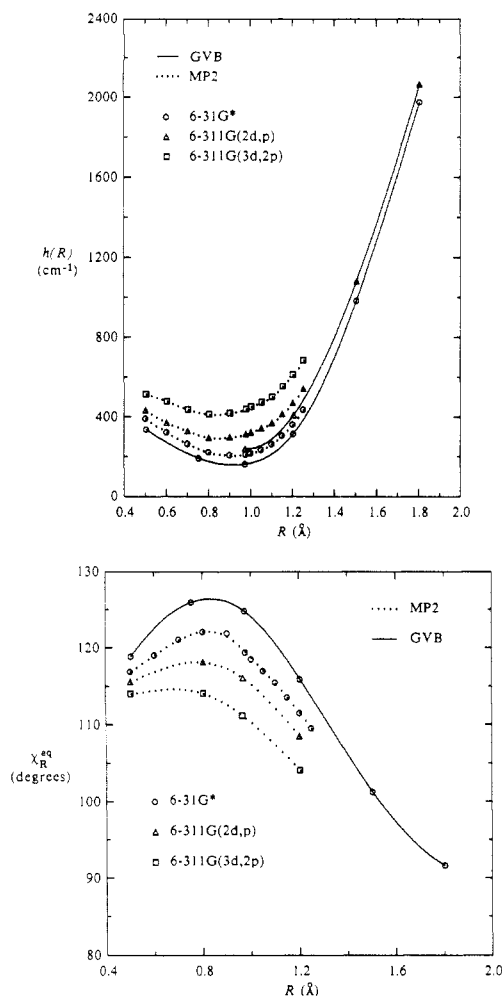 2400
2000
1600
1200
800
400
0
h(R)
(cm⁻¹)
GVB
MP2
6-31G*
6-311G(2d,p)
6-311G(3d,2p)
0.4 0.6 0.8 1.0 1.2 1.4 1.6 1.8 2.0
R (Å)
130
120
110
100
90
80
χ_R^eq
(degrees)
MP2
GVB
6-31G*
6-311G(2d,p)
6-311G(3d,2p)
0.4 0.8 1.2 1.6 2.0
R (Å)